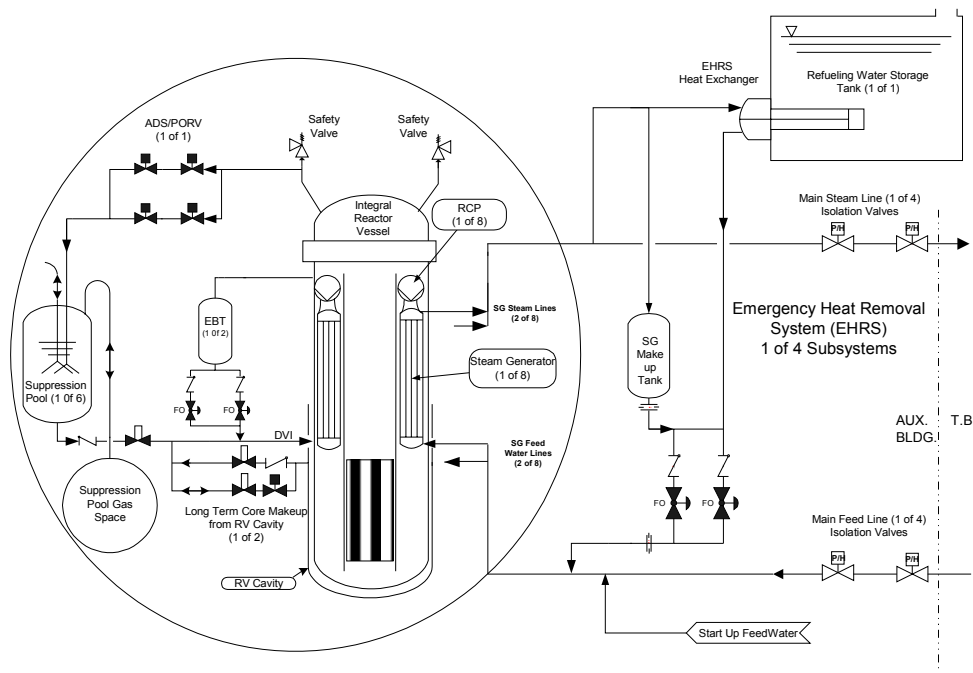 EHRS
Heat Exchanger
Refueling Water Storage
Tank (1 of 1)
ADS/PORV
(1 of 1)
Safety
Valve
Safety
Valve
Integral
Reactor
Vessel
RCP
(1 of 8)
Main Steam Line (1 of 4)
Isolation Valves
P/H
P/H
SG Steam Lines
(2 of 8)
EBT
(1 0f 2)
Emergency Heat Removal
System (EHRS)
1 of 4 Subsystems
SG
Make
up
Tank
Steam Generator
(1 of 8)
Suppression
Pool (1 0f 6)
FO
FO
DVI
AUX.
BLDG.
T.B
SG Feed
Water Lines
(2 of 8)
Suppression
Pool Gas
Space
Long Term Core Makeup
from RV Cavity
(1 of 2)
FO
FO
Main Feed Line (1 of 4)
Isolation Valves
P/H
P/H
RV Cavity
Start Up FeedWater